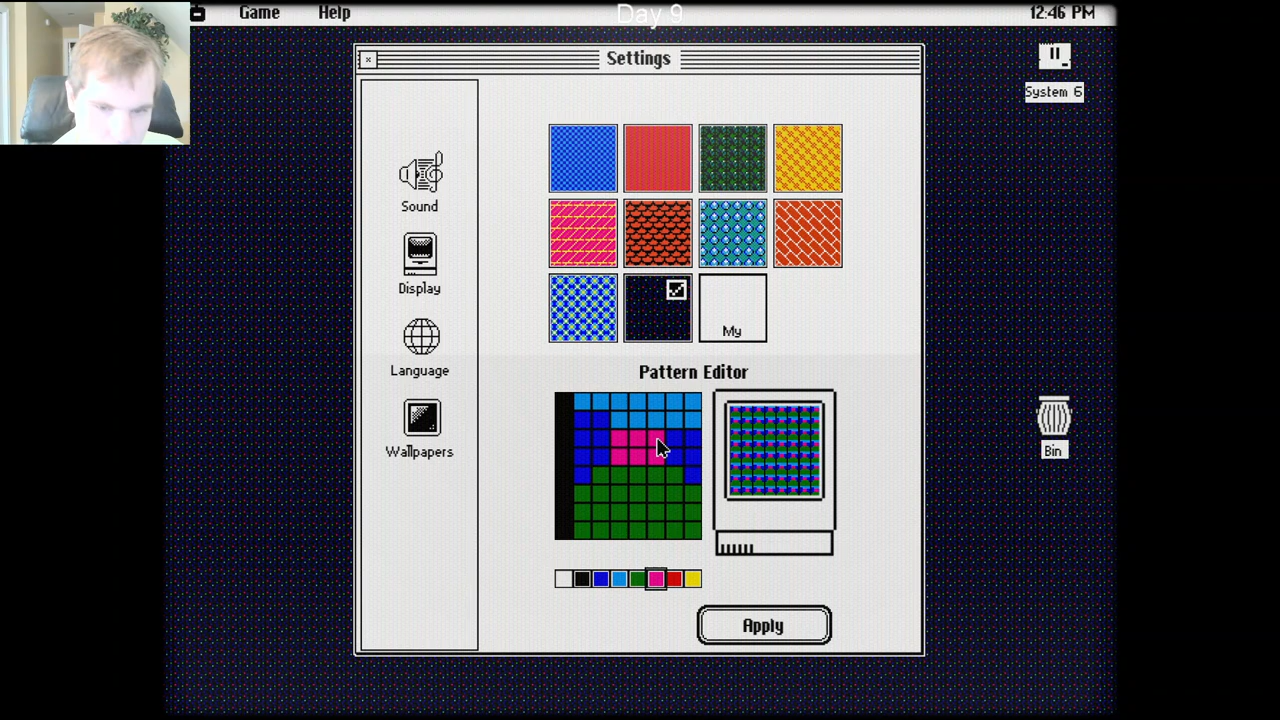 Game Help Day 9 12:46 PM
Settings
System 6
Sound
Display
Language
Wallpapers
My
Pattern Editor
Bin
Apply